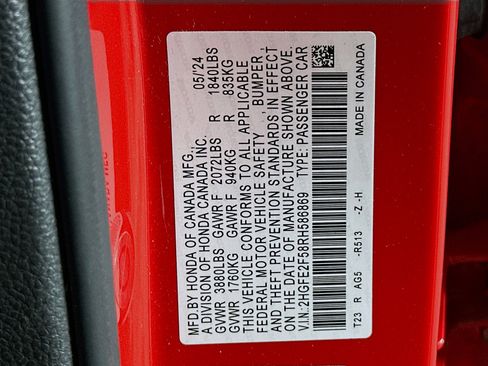 MFD.BY HONDA OF CANADA MFG., 05/'24
A DIVISION OF HONDA CANADA INC.
GVWR 3880LBS GAWR F 2072LBS R 1840LBS
GVWR 1760KG GAWR F 940KG R 835KG
THIS VEHICLE CONFORMS TO ALL APPLICABLE
FEDERAL MOTOR VEHICLE SAFETY , BUMPER ,
AND THEFT PREVENTION STANDARDS IN EFFECT
ON THE DATE OF MANUFACTURE SHOWN ABOVE.
V.I.N.: 2HGFE2F58RH586869 TYPE: PASSENGER CAR
T23 R AG5 -R513 -Z -H MADE IN CANADA